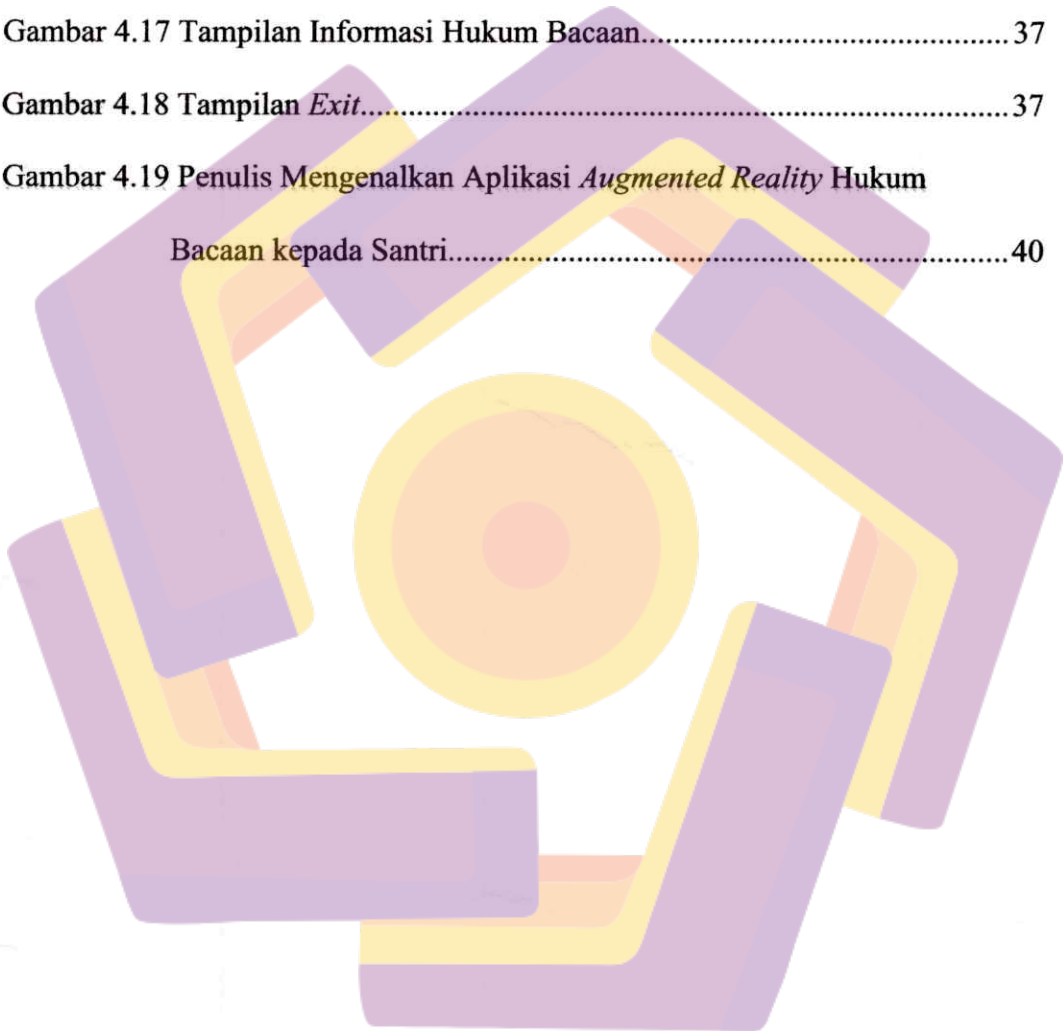 Gambar 4.17 Tampilan Informasi Hukum Bacaan.......................................................37
Gambar 4.18 Tampilan Exit.....................................................................................................37
Gambar 4.19 Penulis Mengenalkan Aplikasi Augmented Reality Hukum
Bacaan kepada Santri.....................................................................................40